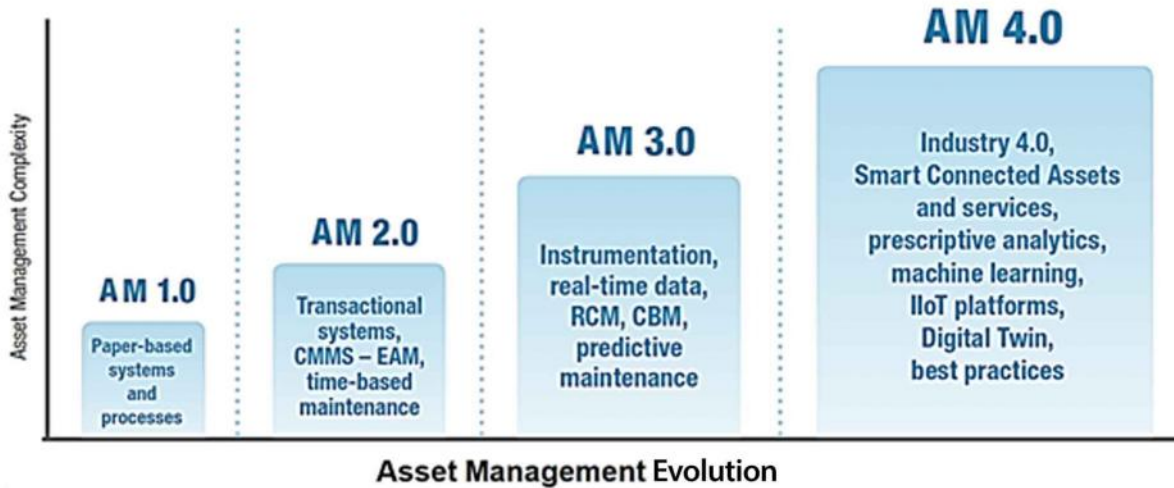 Asset Management Complexity
AM 1.0
Paper-based
systems
and
processes
AM 2.0
Transactional
systems,
CMMS – EAM,
time-based
maintenance
AM 3.0
Instrumentation,
real-time data,
RCM, CBM,
predictive
maintenance
AM 4.0
Industry 4.0,
Smart Connected Assets
and services,
prescriptive analytics,
machine learning,
IIoT platforms,
Digital Twin,
best practices
Asset Management Evolution